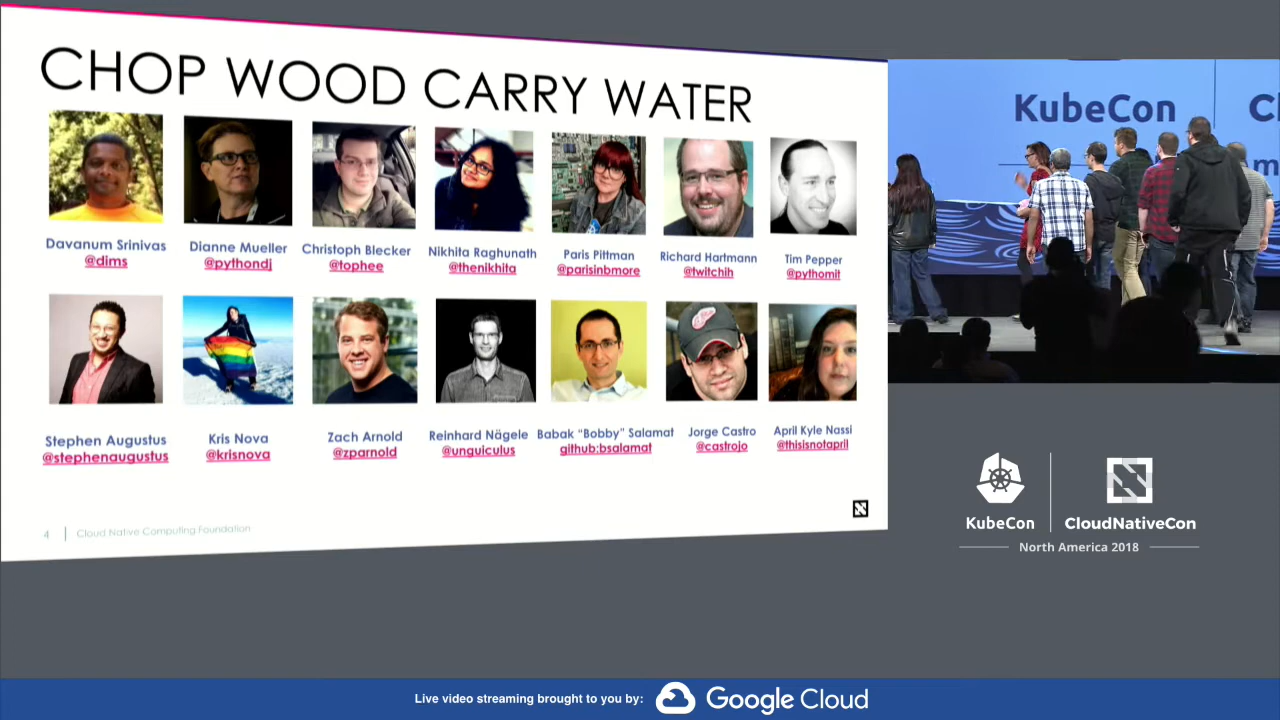 CHOP WOOD CARRY WATER
Davanum Srinivas
@dims
Dianne Mueller
@pythondj
Christoph Blecker
@tophee
Nikhita Raghunath
@thenikhita
Paris Pittman
@parisinbmore
Richard Hartmann
@twitchih
Tim Pepper
@pythomit
Stephen Augustus
@stephenaugustus
Kris Nova
@krisnova
Zach Arnold
@zparnold
Reinhard Nägele
@unguiculus
Babak “Bobby” Salamat
github:bsalamat
Jorge Castro
@castrojo
April Kyle Nassi
@thisisnotapril
4 | Cloud Native Computing Foundation
KubeCon
KubeCon
CloudNativeCon
North America 2018
Live video streaming brought to you by:
Google Cloud